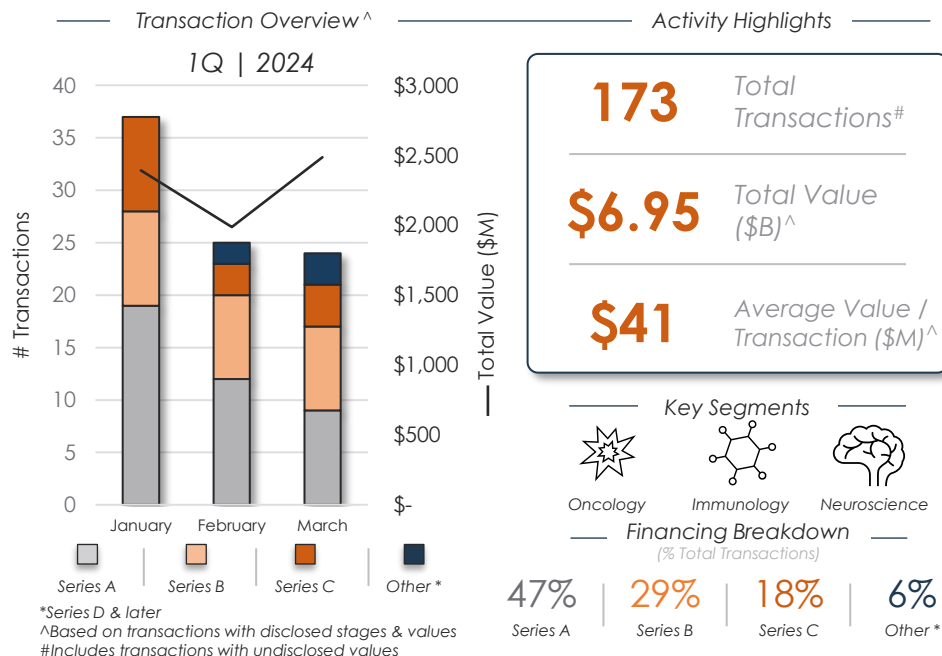 Transaction Overview ^
1Q | 2024
# Transactions
40
35
30
25
20
15
10
5
0
$3,000
$2,500
$2,000
$1,500
$1,000
$500
$-
Total Value ($M)
January
February
March
Series A
Series B
Series C
Other *
*Series D & later
^Based on transactions with disclosed stages & values
#Includes transactions with undisclosed values
Activity Highlights
173
Total
Transactions#
$6.95
Total Value
($B)^
$41
Average Value /
Transaction ($M)^
Key Segments
Oncology
Immunology
Neuroscience
Financing Breakdown
(% Total Transactions)
47%
29%
18%
6%
Series A
Series B
Series C
Other *